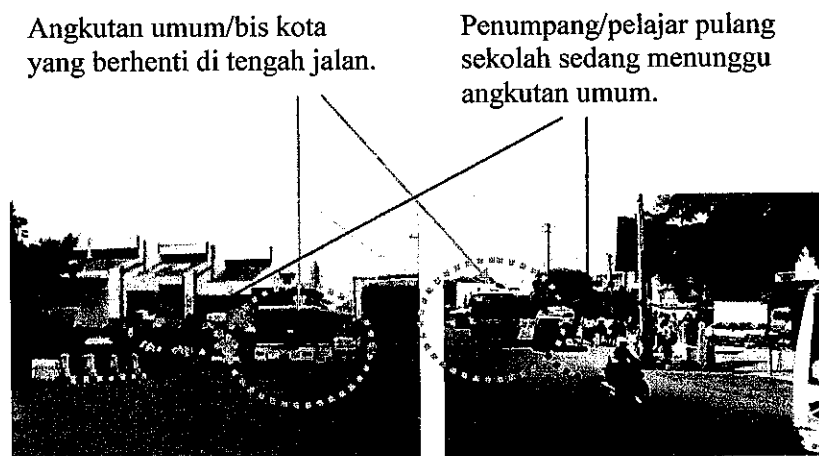 Angkutan umum/bis kota
yang berhenti di tengah jalan.
Penumpang/pelajar pulang
sekolah sedang menunggu
angkutan umum.